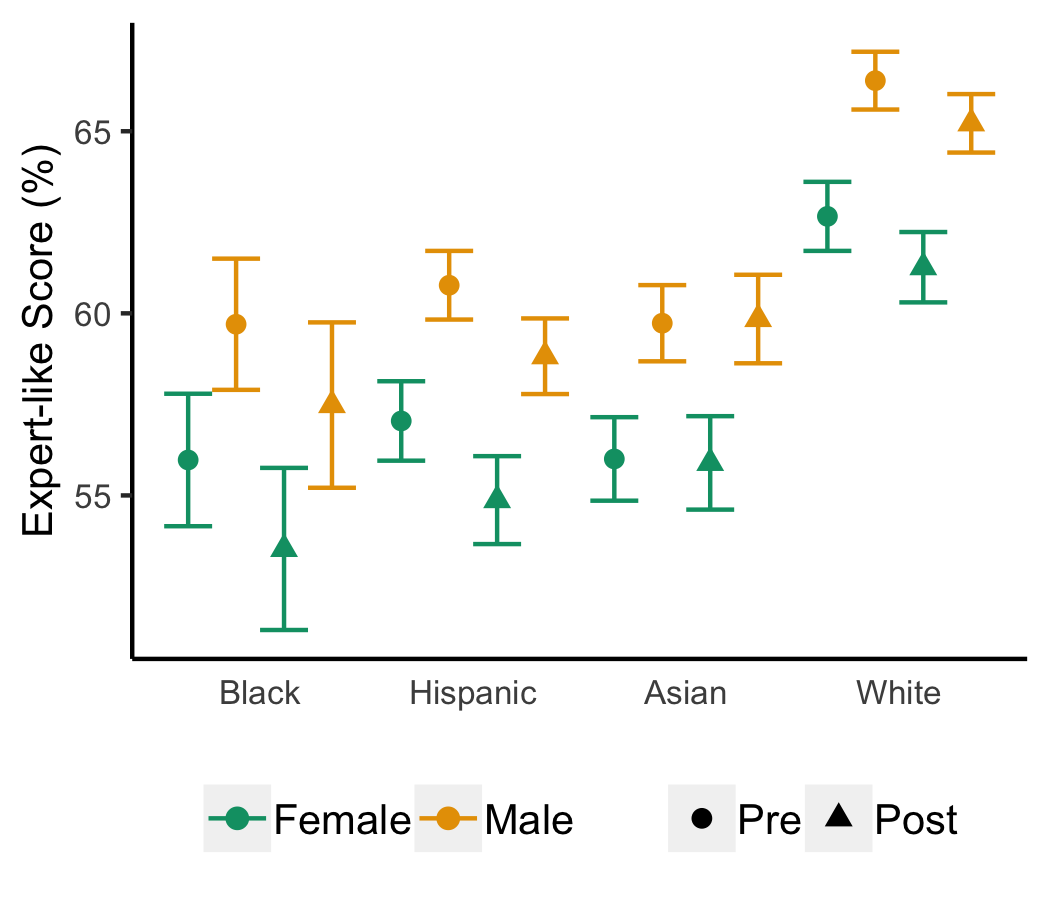 Expert-like Score (%)
65
60
55
Black Hispanic Asian White
Female Male Pre Post